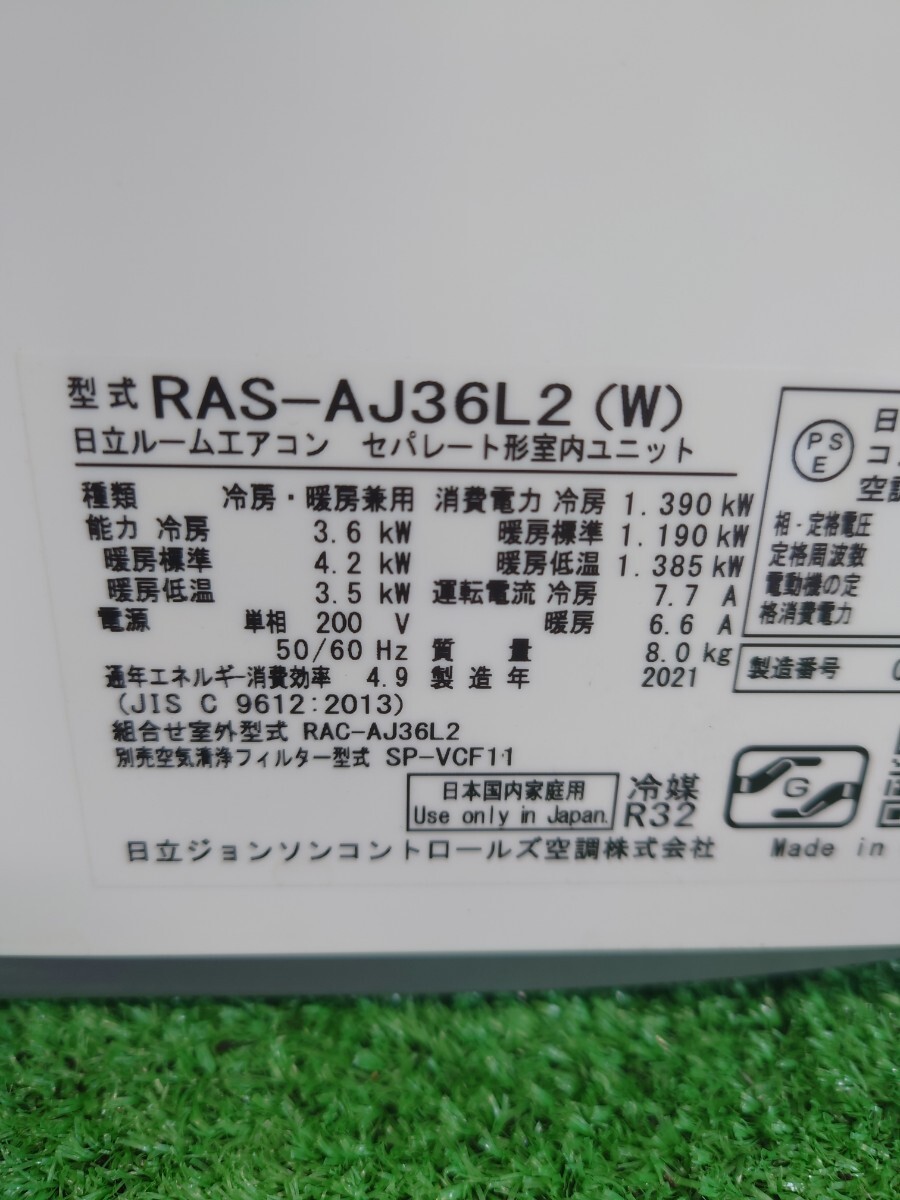 型式 RAS-AJ36L2(W)
日立ルームエアコン セパレート形室内ユニット
種類 冷房・暖房兼用
能力 冷房 3.6 kW
暖房標準 4.2 kW
暖房低温 3.5 kW
電源 単相 200 V
50/60 Hz
通年エネルギー消費効率 4.9
(JIS C 9612:2013)
消費電力 冷房 1.390 kW
暖房標準 1.190 kW
暖房低温 1.385 kW
運転電流 冷房 7.7 A
暖房 6.6 A
質量 8.0 kg
製造年 2021
組合せ室外型式 RAC-AJ36L2
別売空気清浄フィルター型式 SP-VCF11
日本国内家庭用
Use only in Japan.
冷媒
R32
日立ジョンソンコントロールズ空調株式会社
Made in
PS
E
日
コ
空調
相・定格電圧
定格周波数
電動機の定
格消費電力
製造番号
G